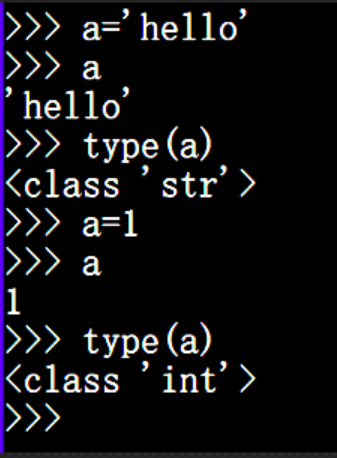 >>> a='hello'
>>> a
'hello'
>>> type(a)
<class 'str'>
>>> a=1
>>> a
1
>>> type(a)
<class 'int'>
>>>